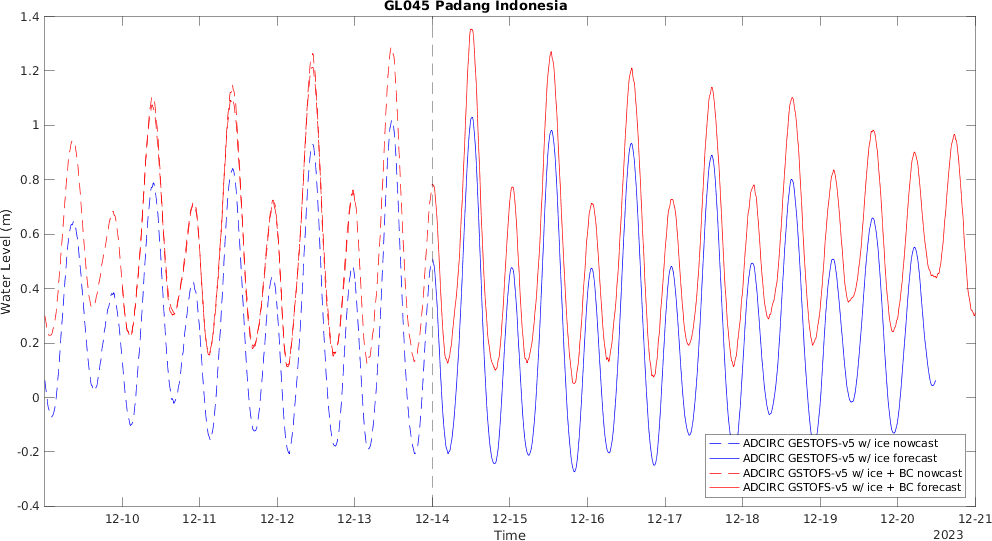 GL045 Padang Indonesia
1.4
1.2
1
0.8
0.6
0.4
0.2
0
-0.2
-0.4
Water Level (m)
ADCIRC GESTOFS-v5 w/ ice nowcast
ADCIRC GESTOFS-v5 w/ ice forecast
ADCIRC GSTOFS-v5 w/ ice + BC nowcast
ADCIRC GSTOFS-v5 w/ ice + BC forecast
12-10 12-11 12-12 12-13 12-14 12-15 12-16 12-17 12-18 12-19 12-20 12-21
Time
2023